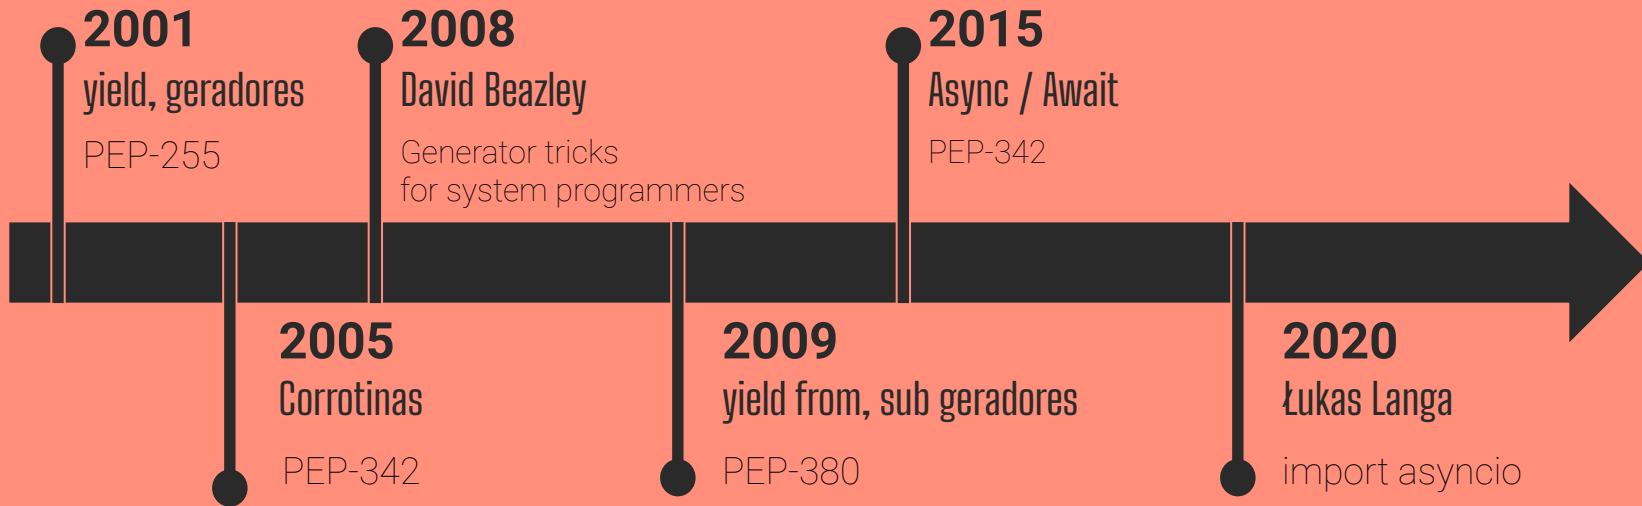 2001
yield, geradores
PEP-255
2008
David Beazley
Generator tricks
for system programmers
2015
Async / Await
PEP-342
2005
Corrotinas
PEP-342
2009
yield from, sub geradores
PEP-380
2020
Łukas Langa
import asyncio